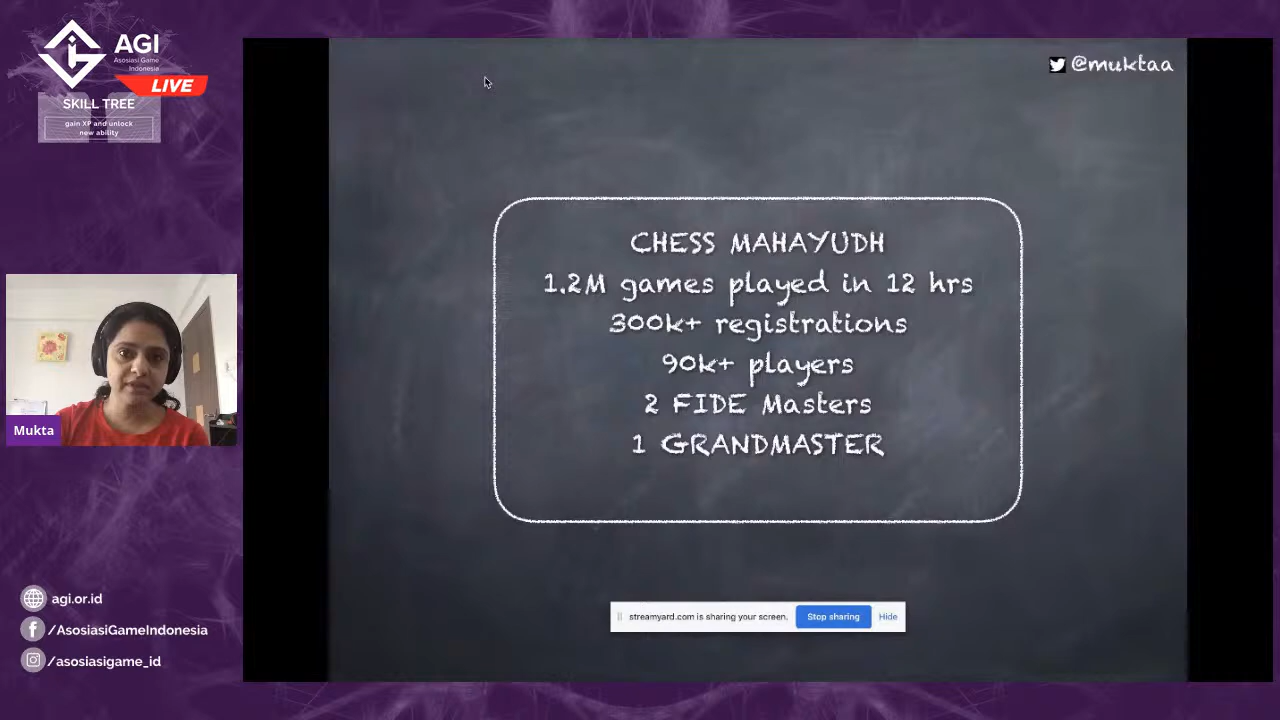 AGI
Asosiasi Game
Indonesia
LIVE
SKILL TREE
gain XP and unlock
new ability
@muktaa
CHESS MAHAYUDH
1.2M games played in 12 hrs
300k+ registrations
90k+ players
2 FIDE Masters
1 GRANDMASTER
Mukta
streamyard.com is sharing your screen.
Stop sharing
Hide
agi.or.id
/AsosiasiGameIndonesia
/asosiasigame_id